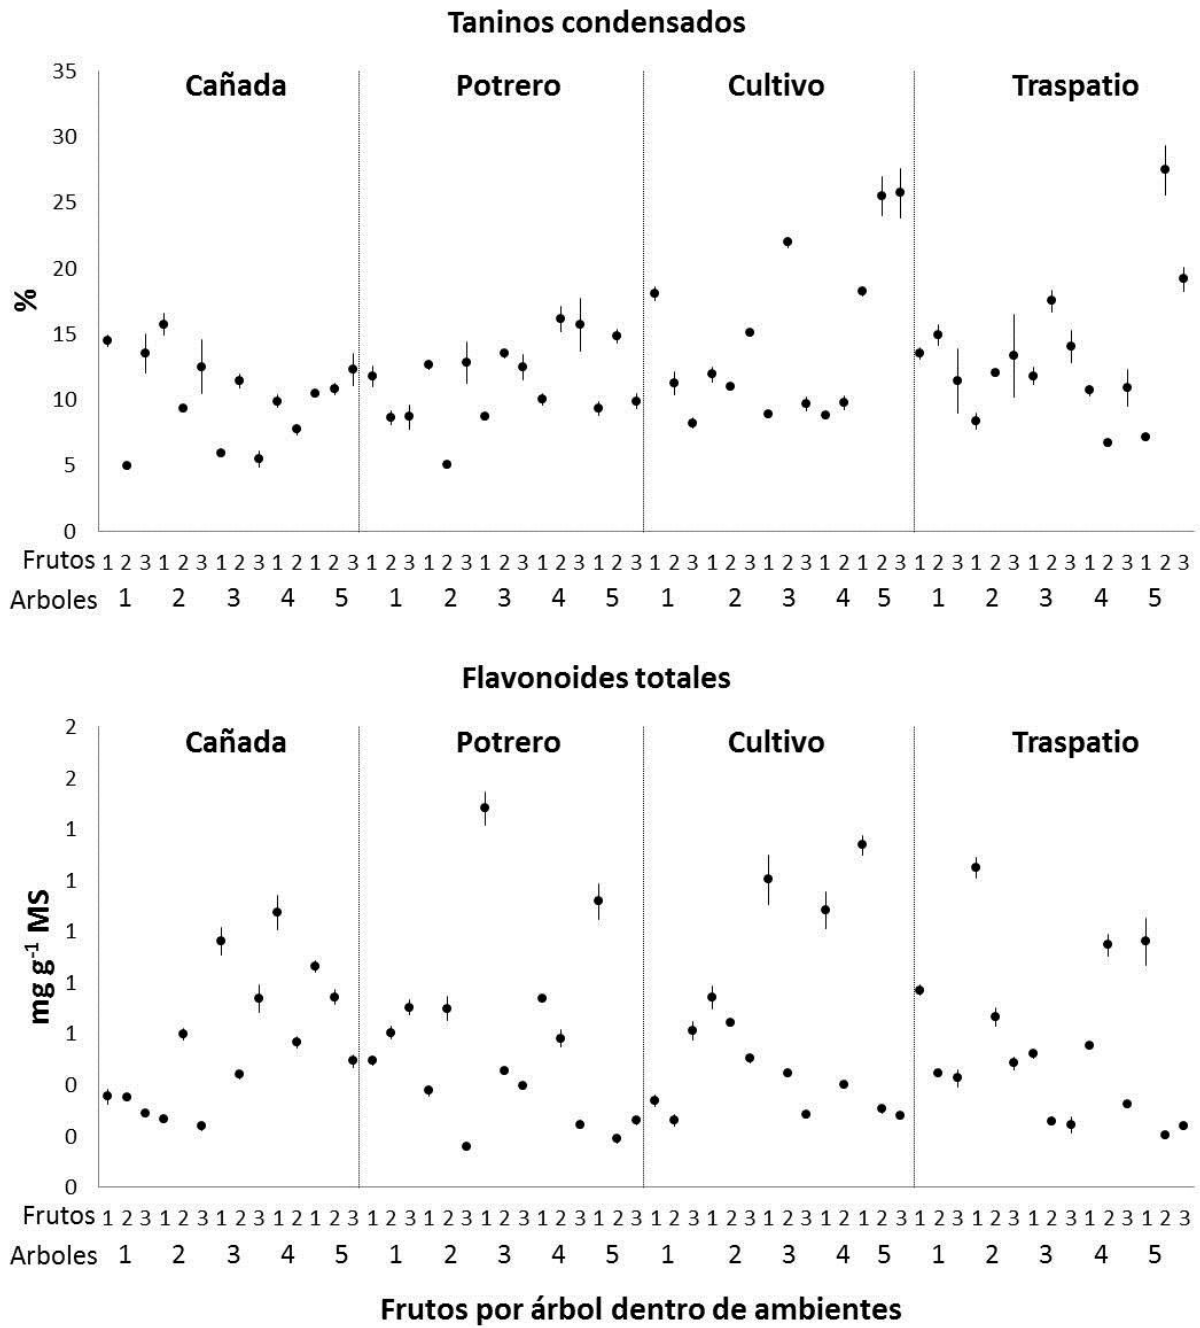 Taninos condensados
Cañada Potrero Cultivo Traspatio
35
30
25
20
15
10
5
0
%
Frutos 1 2 3 1 2 3 1 2 3 1 2 1 2 3 1 2 3 1 2 3 1 2 3 1 2 3 1 2 3 1 2 3 1 2 3 1 2 3 1 2 1 2 3 1 2 3 1 2 3 1 2 3 1 2 3 1 2 3
Arboles 1 2 3 4 5 1 2 3 4 5 1 2 3 4 5 1 2 3 4 5
Flavonoides totales
Cañada Potrero Cultivo Traspatio
2
2
1
1
1
1
1
0
0
0
mg g⁻¹ MS
Frutos 1 2 3 1 2 3 1 2 3 1 2 1 2 3 1 2 3 1 2 3 1 2 3 1 2 3 1 2 3 1 2 3 1 2 3 1 2 3 1 2 1 2 3 1 2 3 1 2 3 1 2 3 1 2 3 1 2 3
Arboles 1 2 3 4 5 1 2 3 4 5 1 2 3 4 5 1 2 3 4 5
Frutos por árbol dentro de ambientes